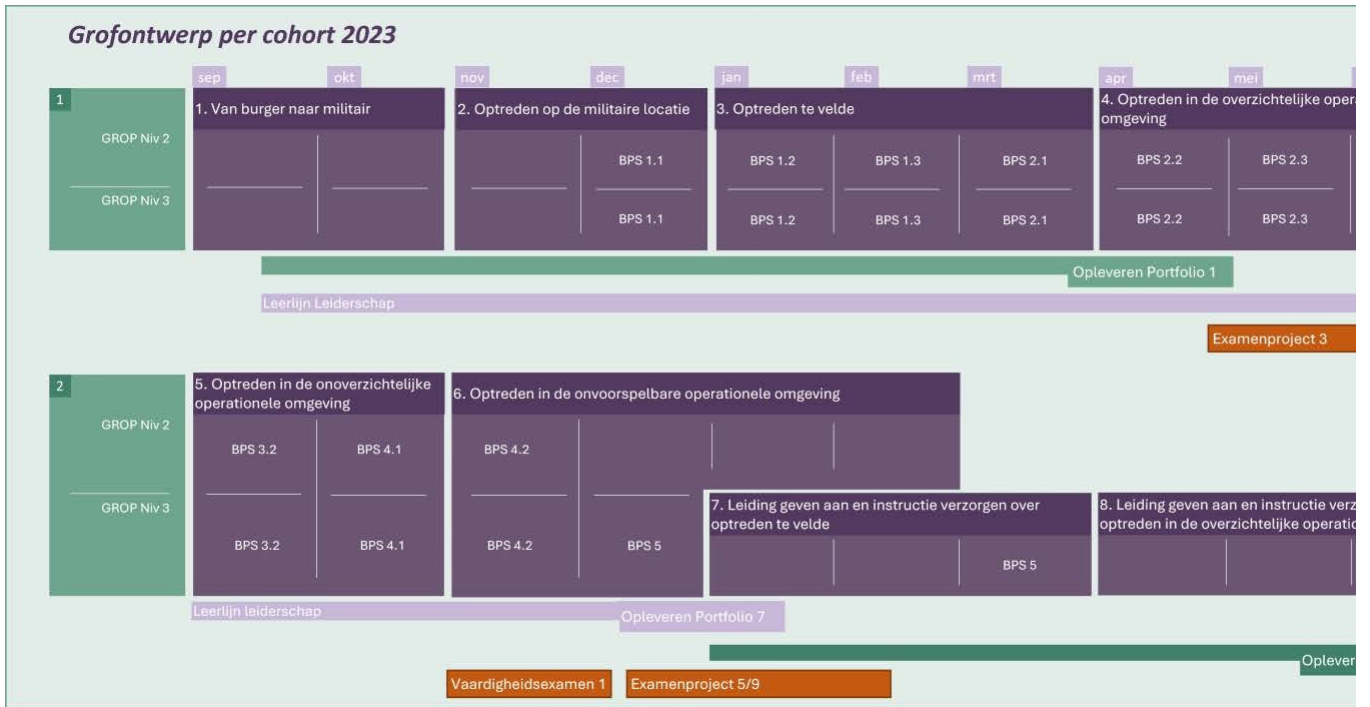 Grofontwerp per cohort 2023
sep okt nov dec jan feb mrt apr mei
1
1. Van burger naar militair
2. Optreden op de militaire locatie
3. Optreden te velde
4. Optreden in de overzichtelijke
omgeving
GROP Niv 2
BPS 1.1 BPS 1.2 BPS 1.3 BPS 2.1 BPS 2.2 BPS 2.3
GROP Niv 3
BPS 1.1 BPS 1.2 BPS 1.3 BPS 2.1 BPS 2.2 BPS 2.3
Opleveren Portfolio 1
Leerlijn Leiderschap
Examenproject 3
2
5. Optreden in de onoverzichtelijke
operationele omgeving
6. Optreden in de onvoorspelbare operationele omgeving
GROP Niv 2
BPS 3.2 BPS 4.1 BPS 4.2
GROP Niv 3
7. Leiding geven aan en instructie verzorgen over
optreden te velde
8. Leiding geven aan en instructie
optreden in de overzichtelijke
BPS 3.2 BPS 4.1 BPS 4.2 BPS 5 BPS 5
Leerlijn leiderschap
Opleveren Portfolio 7
Vaardigheidsexamen 1
Examenproject 5/9